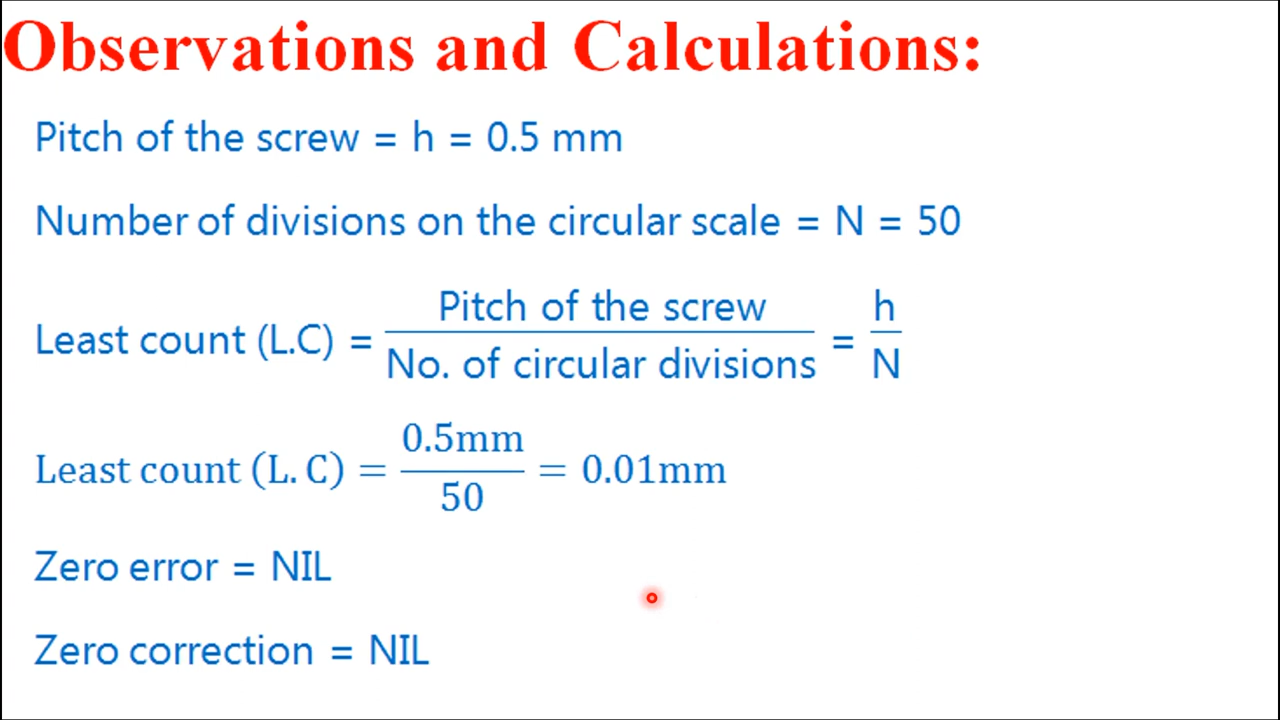 Observations and Calculations:
Pitch of the screw = h = 0.5 mm
Number of divisions on the circular scale = N = 50
Least count (L.C) = Pitch of the screw / No. of circular divisions = h / N
Least count (L. C) = 0.5mm / 50 = 0.01mm
Zero error = NIL
Zero correction = NIL